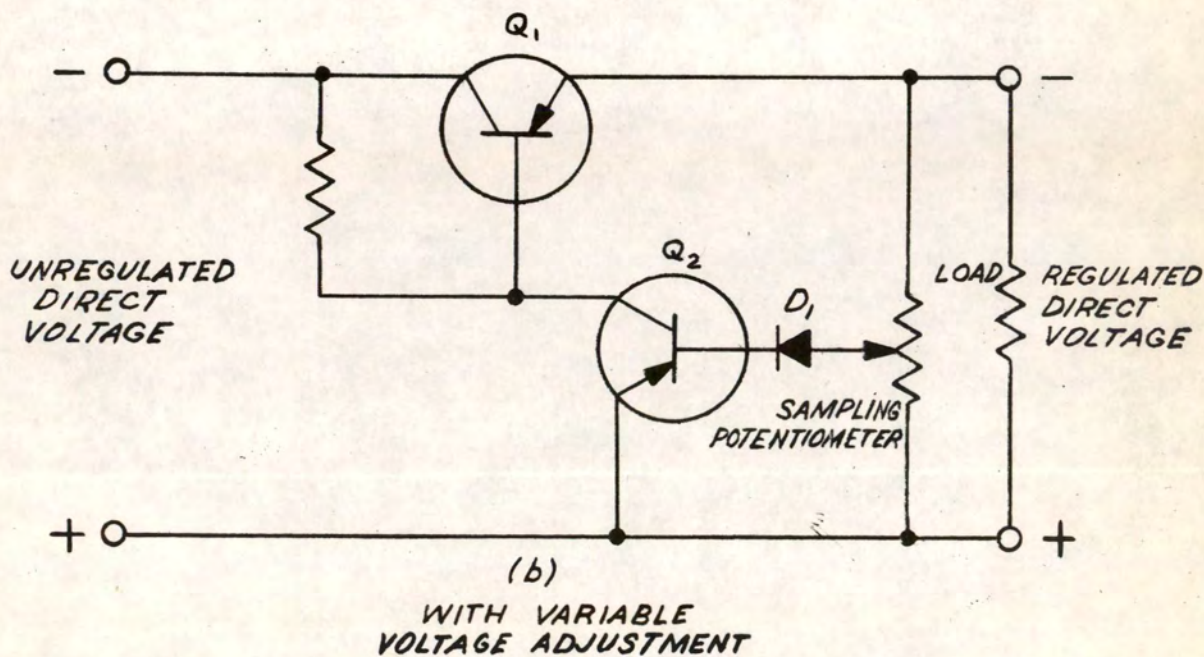 Q₁
−
−
UNREGULATED
DIRECT
VOLTAGE
Q₂
D₁
LOAD
REGULATED
DIRECT
VOLTAGE
SAMPLING
POTENTIOMETER
+
+
(b)
WITH VARIABLE
VOLTAGE ADJUSTMENT